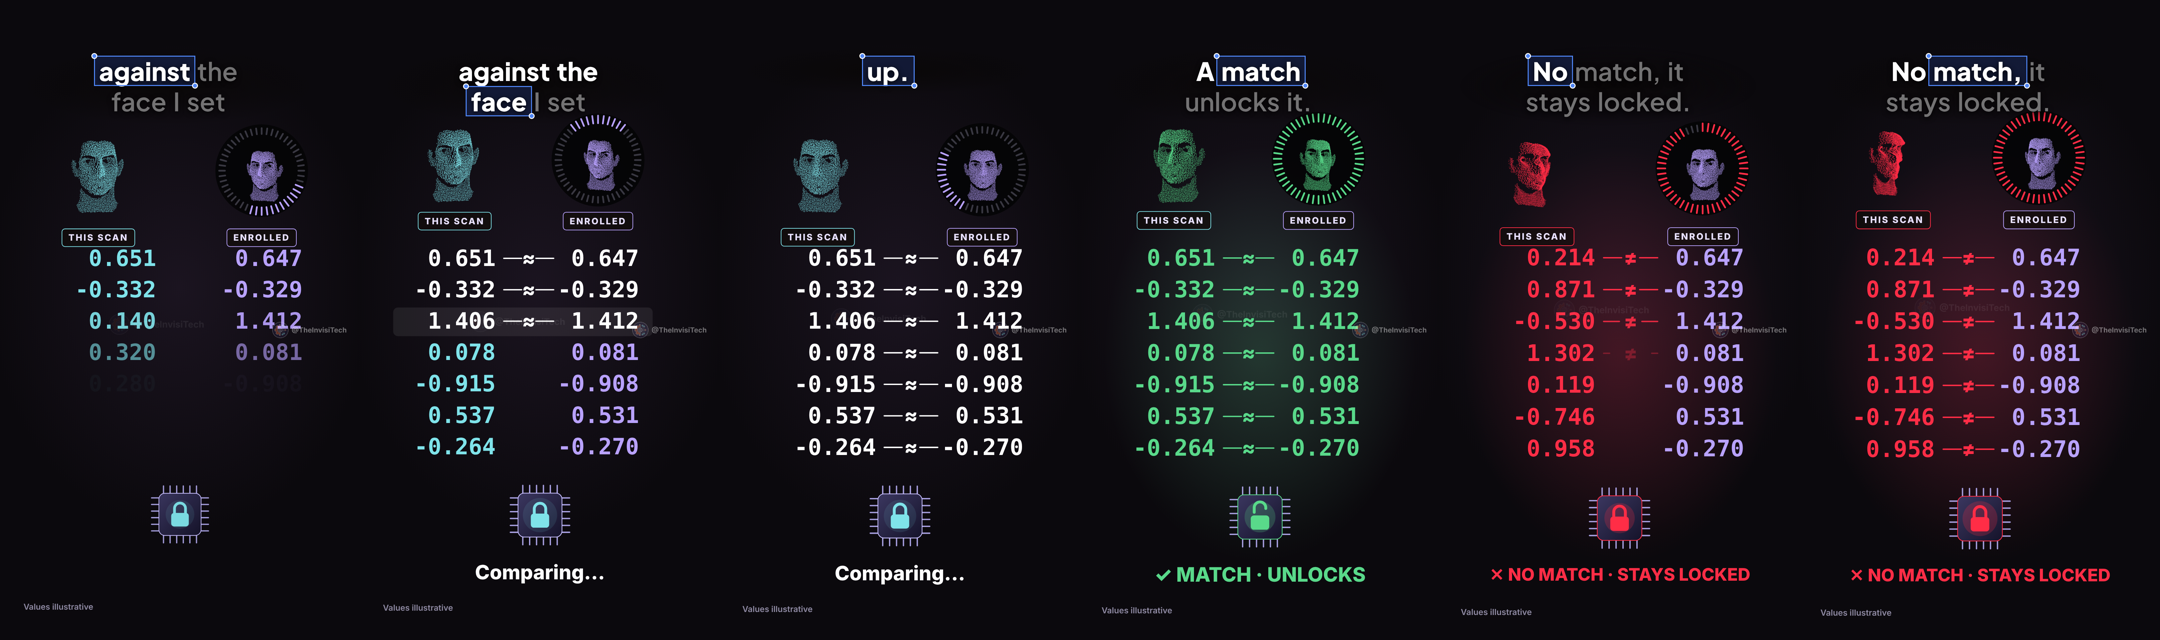 against the
face I set
THIS SCAN ENROLLED
0.651 0.647
-0.332 -0.329
0.140 1.412
0.320 0.081
0.280 -0.908
@TheInvisiTech
Values illustrative
against the
face I set
THIS SCAN ENROLLED
0.651 —≈— 0.647
-0.332 —≈— -0.329
1.406 —≈— 1.412
0.078 0.081
-0.915 -0.908
0.537 0.531
-0.264 -0.270
@TheInvisiTech
Comparing...
Values illustrative
up.
THIS SCAN ENROLLED
0.651 —≈— 0.647
-0.332 —≈— -0.329
1.406 —≈— 1.412
0.078 —≈— 0.081
-0.915 —≈— -0.908
0.537 —≈— 0.531
-0.264 —≈— -0.270
@TheInvisiTech
Comparing...
Values illustrative
A match
unlocks it.
THIS SCAN ENROLLED
0.651 —≈— 0.647
-0.332 —≈— -0.329
1.406 —≈— 1.412
0.078 —≈— 0.081
-0.915 —≈— -0.908
0.537 —≈— 0.531
-0.264 —≈— -0.270
@TheInvisiTech
✓ MATCH · UNLOCKS
Values illustrative
No match, it
stays locked.
THIS SCAN ENROLLED
0.214 —≠— 0.647
0.871 —≠— -0.329
-0.530 —≠— 1.412
1.302 —≠— 0.081
0.119 -0.908
-0.746 0.531
0.958 -0.270
@TheInvisiTech
✕ NO MATCH · STAYS LOCKED
Values illustrative
No match, it
stays locked.
THIS SCAN ENROLLED
0.214 —≠— 0.647
0.871 —≠— -0.329
-0.530 —≠— 1.412
1.302 —≠— 0.081
0.119 —≠— -0.908
-0.746 —≠— 0.531
0.958 —≠— -0.270
@TheInvisiTech
✕ NO MATCH · STAYS LOCKED
Values illustrative